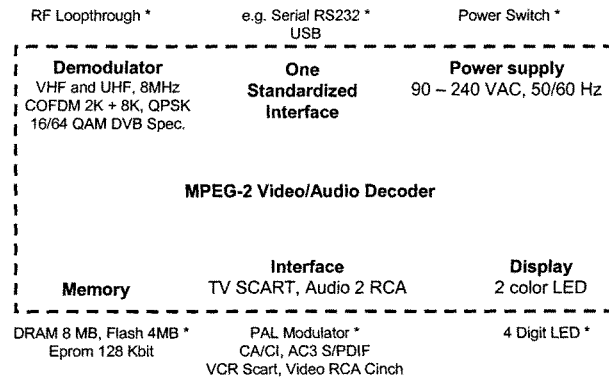 RF Loopthrough * e.g. Serial RS232 * Power Switch *
USB
Demodulator One Power supply
VHF and UHF, 8MHz Standardized 90 – 240 VAC, 50/60 Hz
COFDM 2K + 8K, QPSK Interface
16/64 QAM DVB Spec.
MPEG-2 Video/Audio Decoder
Interface Display
Memory TV SCART, Audio 2 RCA 2 color LED
DRAM 8 MB, Flash 4MB * PAL Modulator * 4 Digit LED *
Eprom 128 Kbit CA/CI, AC3 S/PDIF
VCR Scart, Video RCA Cinch